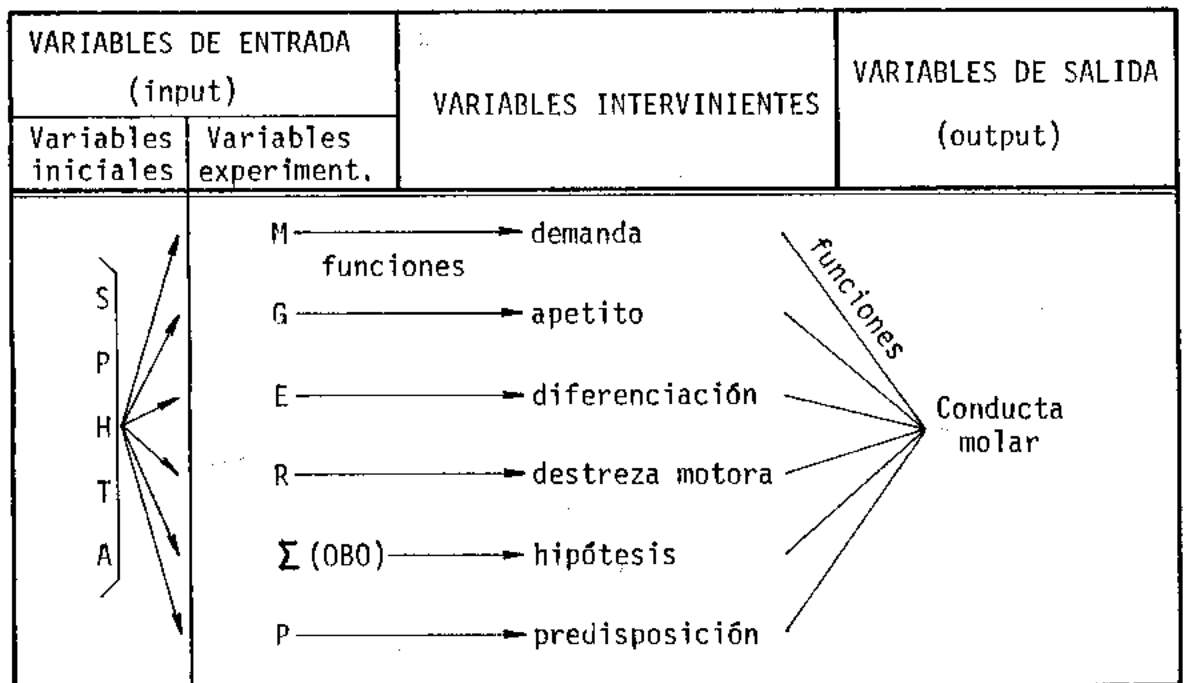 VARIABLES DE ENTRADA
(input)
VARIABLES INTERVINIENTES
VARIABLES DE SALIDA
(output)
Variables
iniciales
Variables
experiment.
S
P
H
T
A
M demanda
funciones
G apetito
E diferenciación
R destreza motora
Σ (OBO) hipótesis
P predisposición
funciones
Conducta
molar